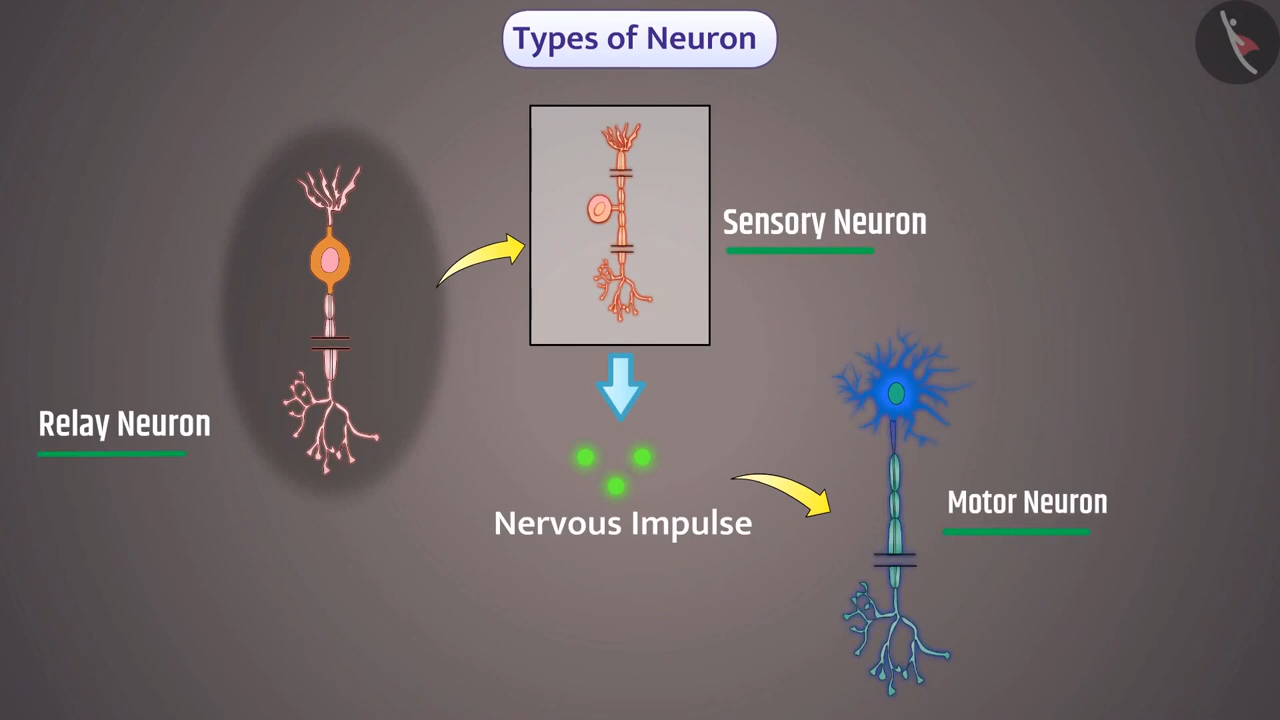 Types of Neuron
Sensory Neuron
Relay Neuron
Motor Neuron
Nervous Impulse